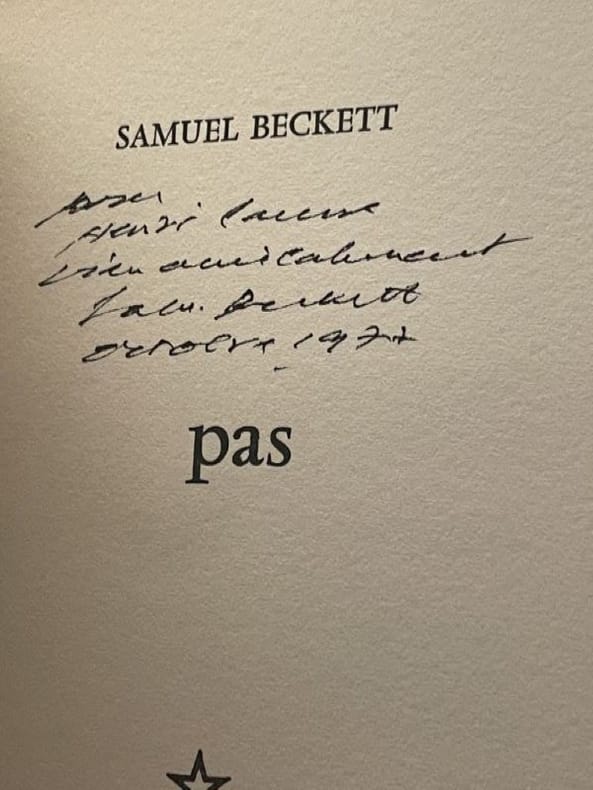 SAMUEL BECKETT
pour
Henri
bien amicalement
Sam. Beckett
octobre 1977
pas